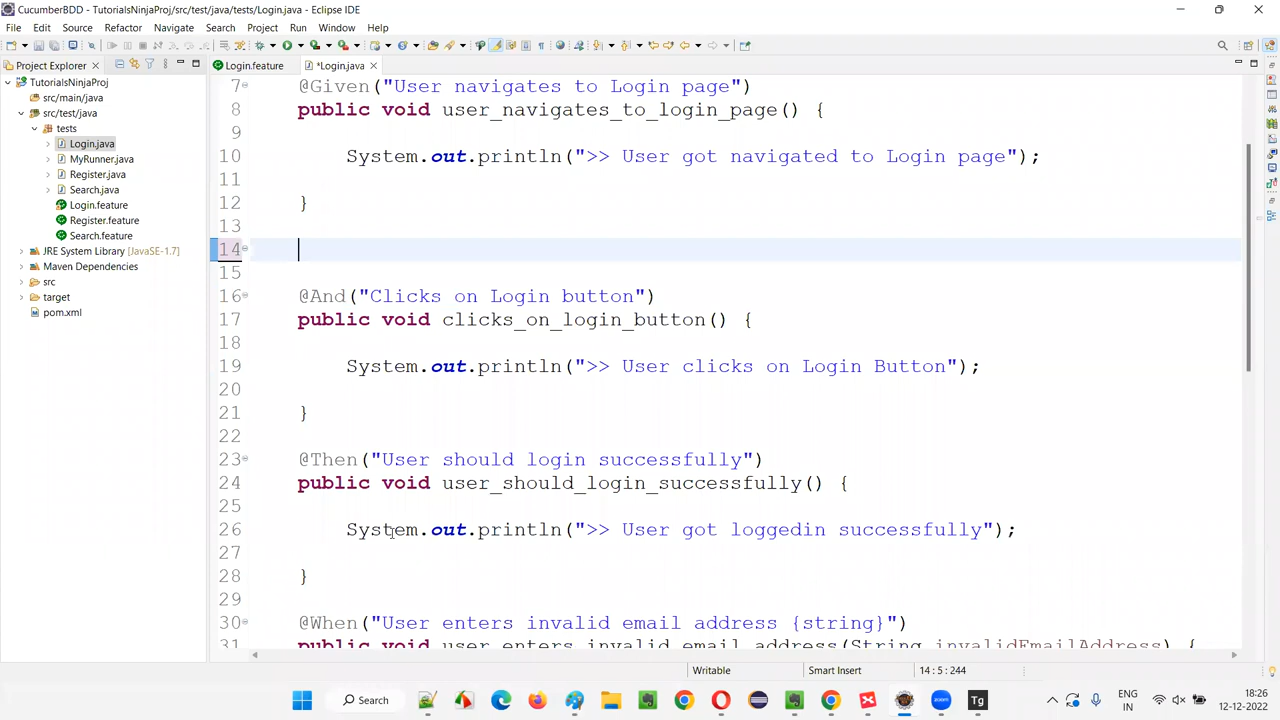 CucumberBDD - TutorialsNinjaProj/src/test/java/tests/Login.java - Eclipse IDE
File Edit Source Refactor Navigate Search Project Run Window Help
Project Explorer
Login.feature
*Login.java
TutorialsNinjaProj
src/main/java
src/test/java
tests
Login.java
MyRunner.java
Register.java
Search.java
Login.feature
Register.feature
Search.feature
JRE System Library [JavaSE-1.7]
Maven Dependencies
src
target
pom.xml
7 @Given("User navigates to Login page")
8 public void user_navigates_to_login_page() {
9
10 System.out.println(">> User got navigated to Login page");
11
12 }
13
14
15
16 @And("Clicks on Login button")
17 public void clicks_on_login_button() {
18
19 System.out.println(">> User clicks on Login Button");
20
21 }
22
23 @Then("User should login successfully")
24 public void user_should_login_successfully() {
25
26 System.out.println(">> User got loggedin successfully");
27
28 }
29
30 @When("User enters invalid email address {string}")
31 public void user_enters_invalid_email_address(String invalidEmailAddress) {
Writable
Smart Insert
14 : 5 : 244
Search
Tg
ENG
IN
18:26
12-12-2022